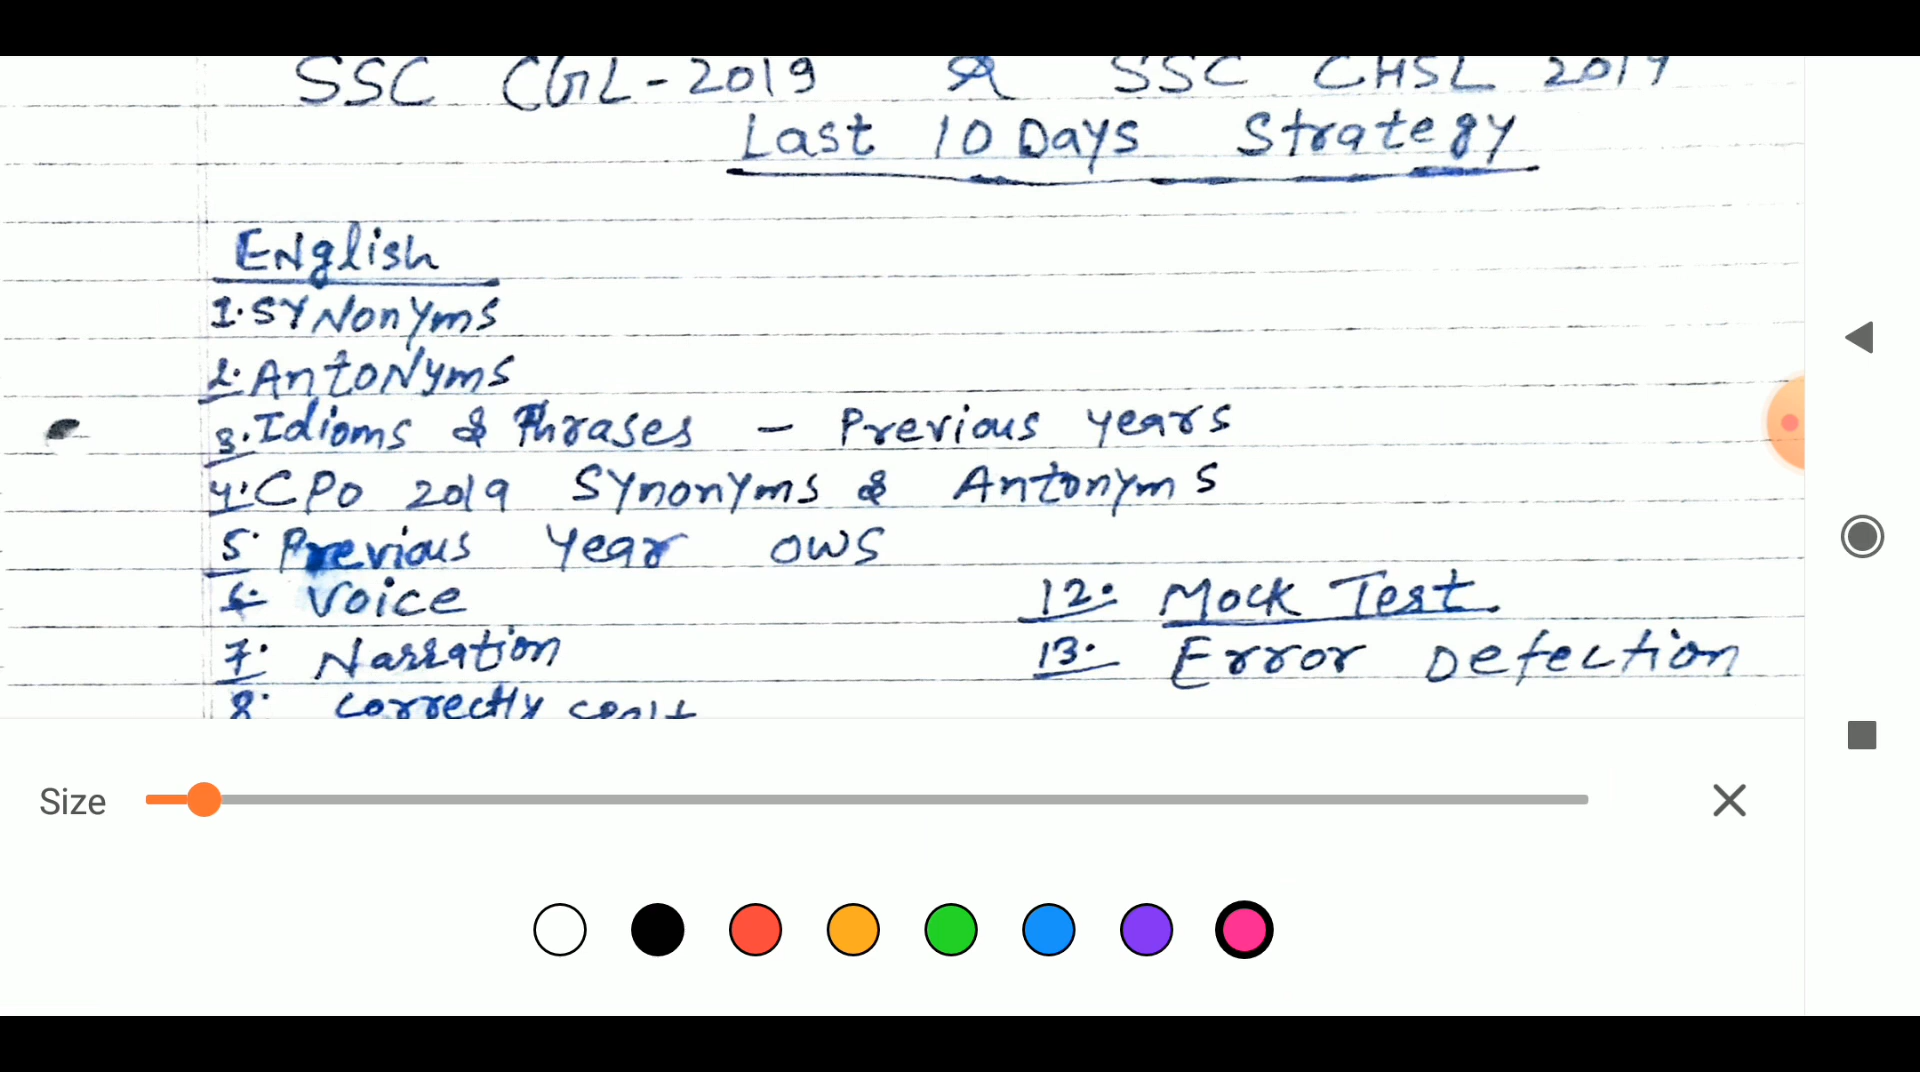 SSC CGL-2019 & SSC CHSL 2019
Last 10 Days Strategy
English
1. Synonyms
2. Antonyms
3. Idioms & Phrases - Previous years
4. CPO 2019 Synonyms & Antonyms
5. Previous Year OWS
6. Voice
7. Narration
8. Correctly spelt
12. Mock Test.
13. Error Detection
Size